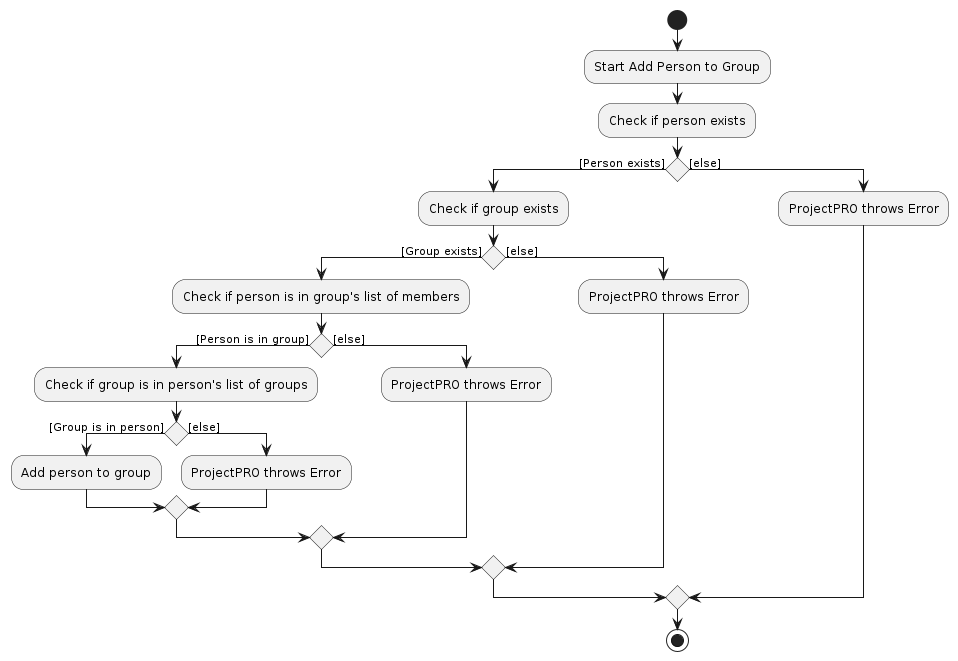 Start Add Person to Group
Check if person exists
[Person exists]
[else]
Check if group exists
ProjectPRO throws Error
[Group exists]
[else]
Check if person is in group's list of members
ProjectPRO throws Error
[Person is in group]
[else]
Check if group is in person's list of groups
ProjectPRO throws Error
[Group is in person]
[else]
Add person to group
ProjectPRO throws Error